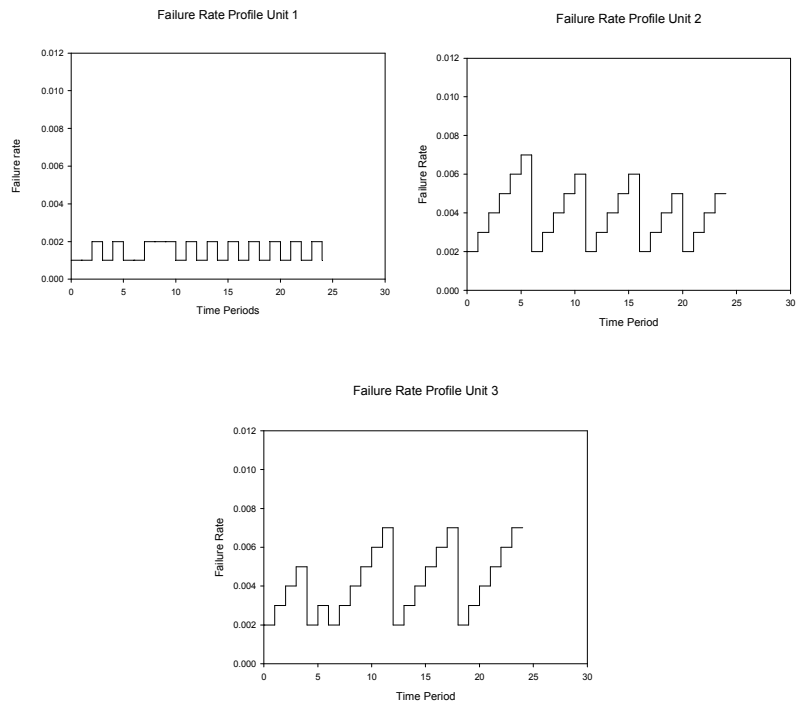 Failure Rate Profile Unit 1
0.012
0.010
0.008
0.006
0.004
0.002
0.000
0 5 10 15 20 25 30
Failure rate
Time Periods
Failure Rate Profile Unit 2
0.012
0.010
0.008
0.006
0.004
0.002
0.000
0 5 10 15 20 25 30
Failure Rate
Time Period
Failure Rate Profile Unit 3
0.012
0.010
0.008
0.006
0.004
0.002
0.000
0 5 10 15 20 25 30
Failure Rate
Time Period